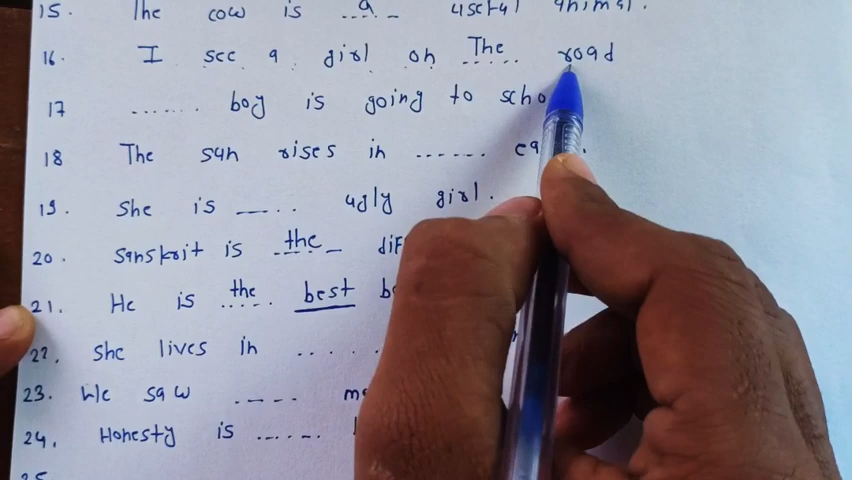 15. The cow is a useful animal.
16. I see a girl on The road
17 ...... boy is going to scho
18 The sun rises in ......
19. She is ____ .. ugly girl.
20. Sanskrit is the
21. He is the best
22. she lives in ......
23. We saw ----
24. Honesty is ......
25